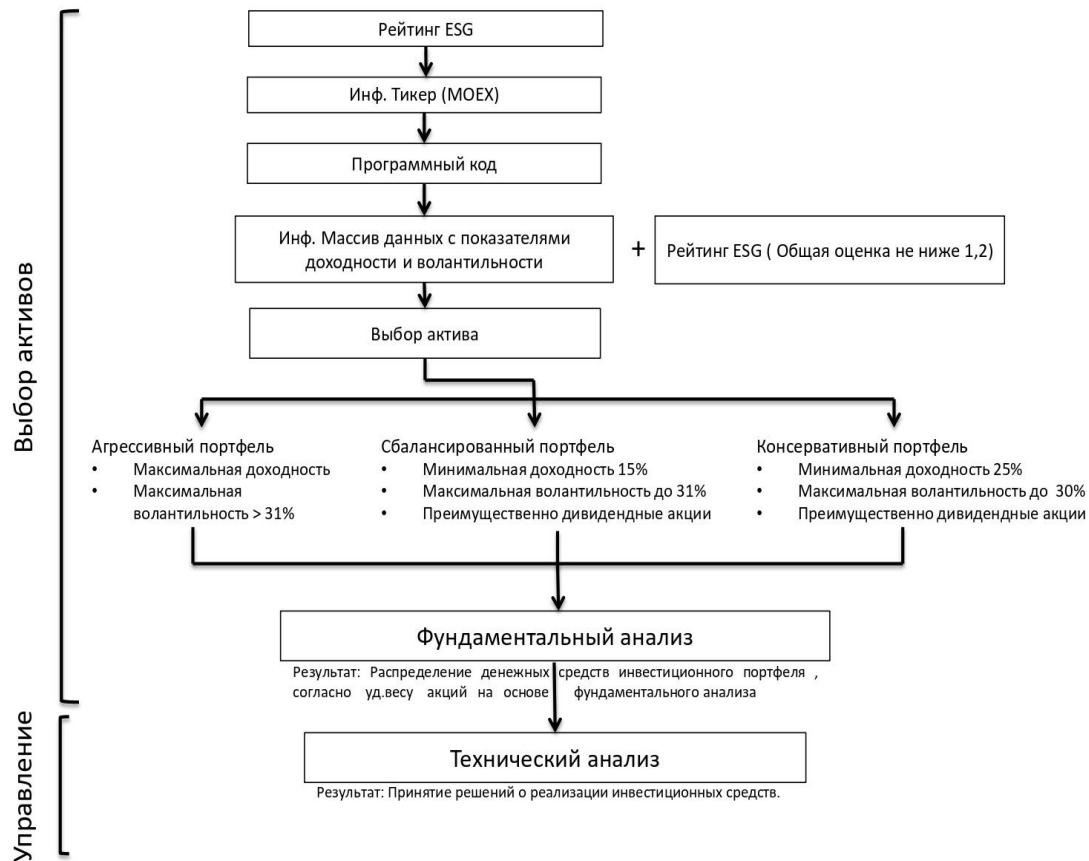 Рейтинг ESG
Инф. Тикер (MOEX)
Программный код
Инф. Массив данных с показателями
доходности и волантильности
+
Рейтинг ESG ( Общая оценка не ниже 1,2)
Выбор актива
Выбор активов
Агрессивный портфель
• Максимальная доходность
• Максимальная
волантильность > 31%
Сбалансированный портфель
• Минимальная доходность 15%
• Максимальная волантильность до 31%
• Преимущественно дивидендные акции
Консервативный портфель
• Минимальная доходность 25%
• Максимальная волантильность до 30%
• Преимущественно дивидендные акции
Фундаментальный анализ
Результат: Распределение денежных средств инвестиционного портфеля ,
согласно уд.весу акций на основе фундаментального анализа
Управление
Технический анализ
Результат: Принятие решений о реализации инвестиционных средств.